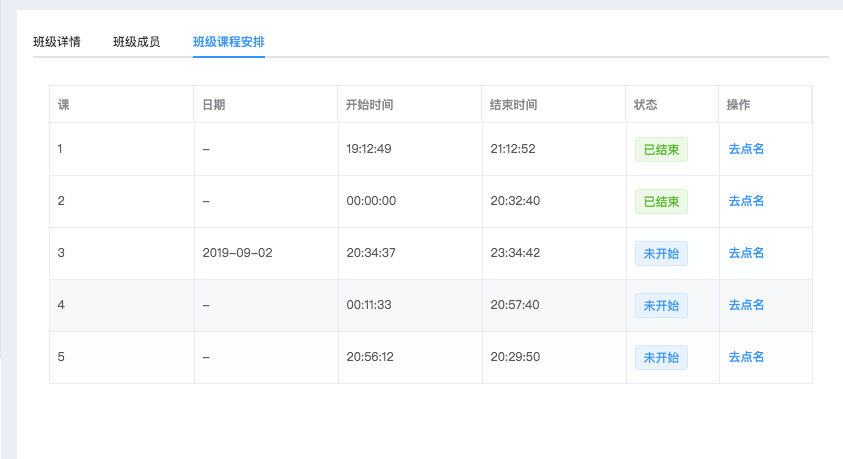 班级详情 班级成员 班级课程安排
课 日期 开始时间 结束时间 状态 操作
1 -- 19:12:49 21:12:52 已结束 去点名
2 -- 00:00:00 20:32:40 已结束 去点名
3 2019-09-02 20:34:37 23:34:42 未开始 去点名
4 -- 00:11:33 20:57:40 未开始 去点名
5 -- 20:56:12 20:29:50 未开始 去点名